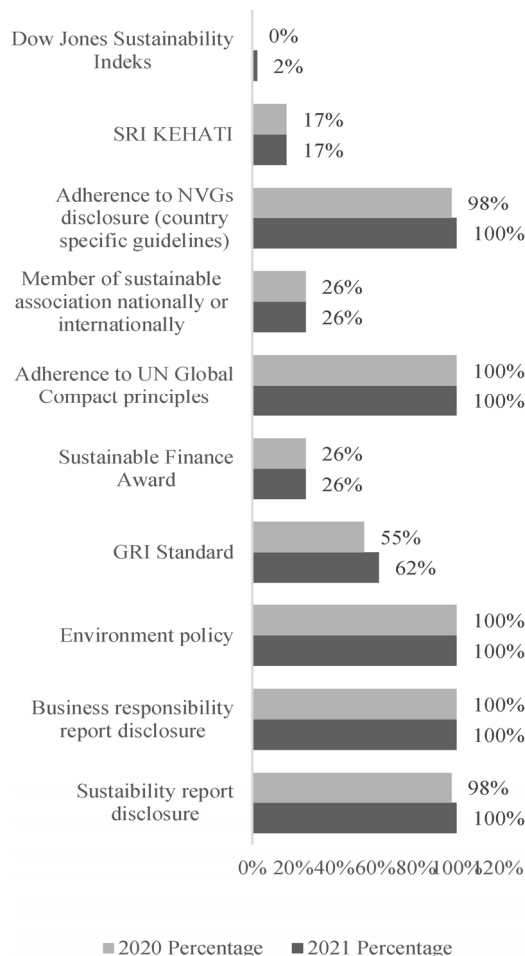 Dow Jones Sustainability
Indeks
0%
2%
SRI KEHATI
17%
17%
Adherence to NVGs
disclosure (country
specific guidelines)
98%
100%
Member of sustainable
association nationally or
internationally
26%
26%
Adherence to UN Global
Compact principles
100%
100%
Sustainable Finance
Award
26%
26%
GRI Standard
55%
62%
Environment policy
100%
100%
Business responsibility
report disclosure
100%
100%
Sustaibility report
disclosure
98%
100%
0% 20% 40% 60% 80% 100% 120%
2020 Percentage 2021 Percentage